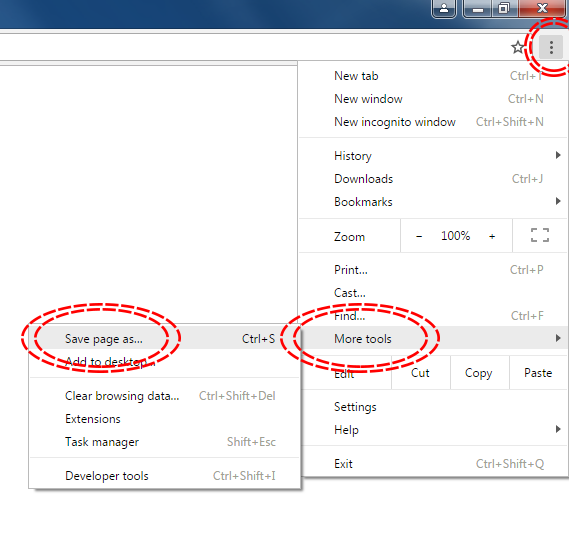 New tab Ctrl+T
New window Ctrl+N
New incognito window Ctrl+Shift+N
History
Downloads Ctrl+J
Bookmarks
Zoom − 100% +
Print... Ctrl+P
Cast...
Find... Ctrl+F
More tools
Edit Cut Copy Paste
Settings
Help
Exit Ctrl+Shift+Q
Save page as... Ctrl+S
Add to desktop...
Clear browsing data... Ctrl+Shift+Del
Extensions
Task manager Shift+Esc
Developer tools Ctrl+Shift+I